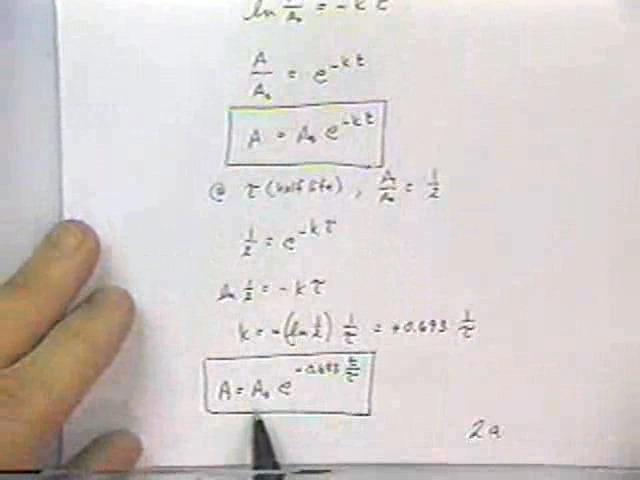 ln A/A₀ = -kt
A/A₀ = e^(-kt)
A = A₀ e^(-kt)
@ τ (half life), A/A₀ = 1/2
1/2 = e^(-kτ)
ln 1/2 = -kτ
k = -(ln 1/2) 1/τ = +0.693 1/τ
A = A₀ e^(-0.693 t/τ)
2a